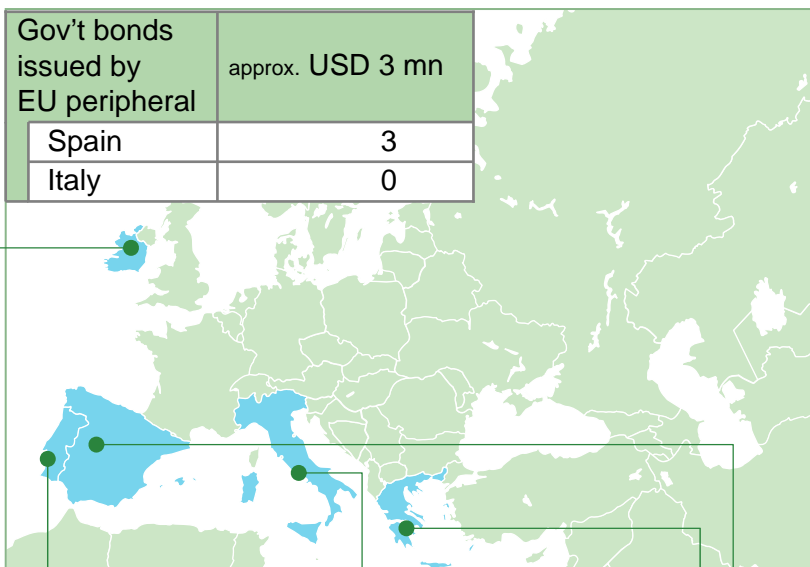 Gov't bonds
issued by
EU peripheral
approx. USD 3 mn
Spain 3
Italy 0